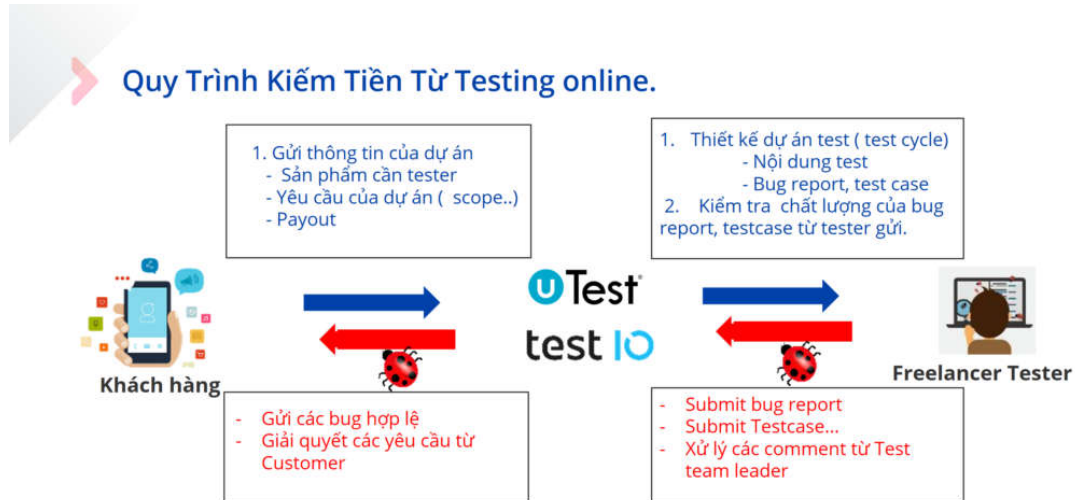 Quy Trình Kiếm Tiền Từ Testing online.
1. Gửi thông tin của dự án
- Sản phẩm cần tester
- Yêu cầu của dự án ( scope..)
- Payout
1. Thiết kế dự án test ( test cycle)
- Nội dung test
- Bug report, test case
2. Kiểm tra chất lượng của bug
report, testcase từ tester gửi.
uTest
test IO
Khách hàng
Freelancer Tester
- Gửi các bug hợp lệ
- Giải quyết các yêu cầu từ
Customer
- Submit bug report
- Submit Testcase...
- Xử lý các comment từ Test
team leader